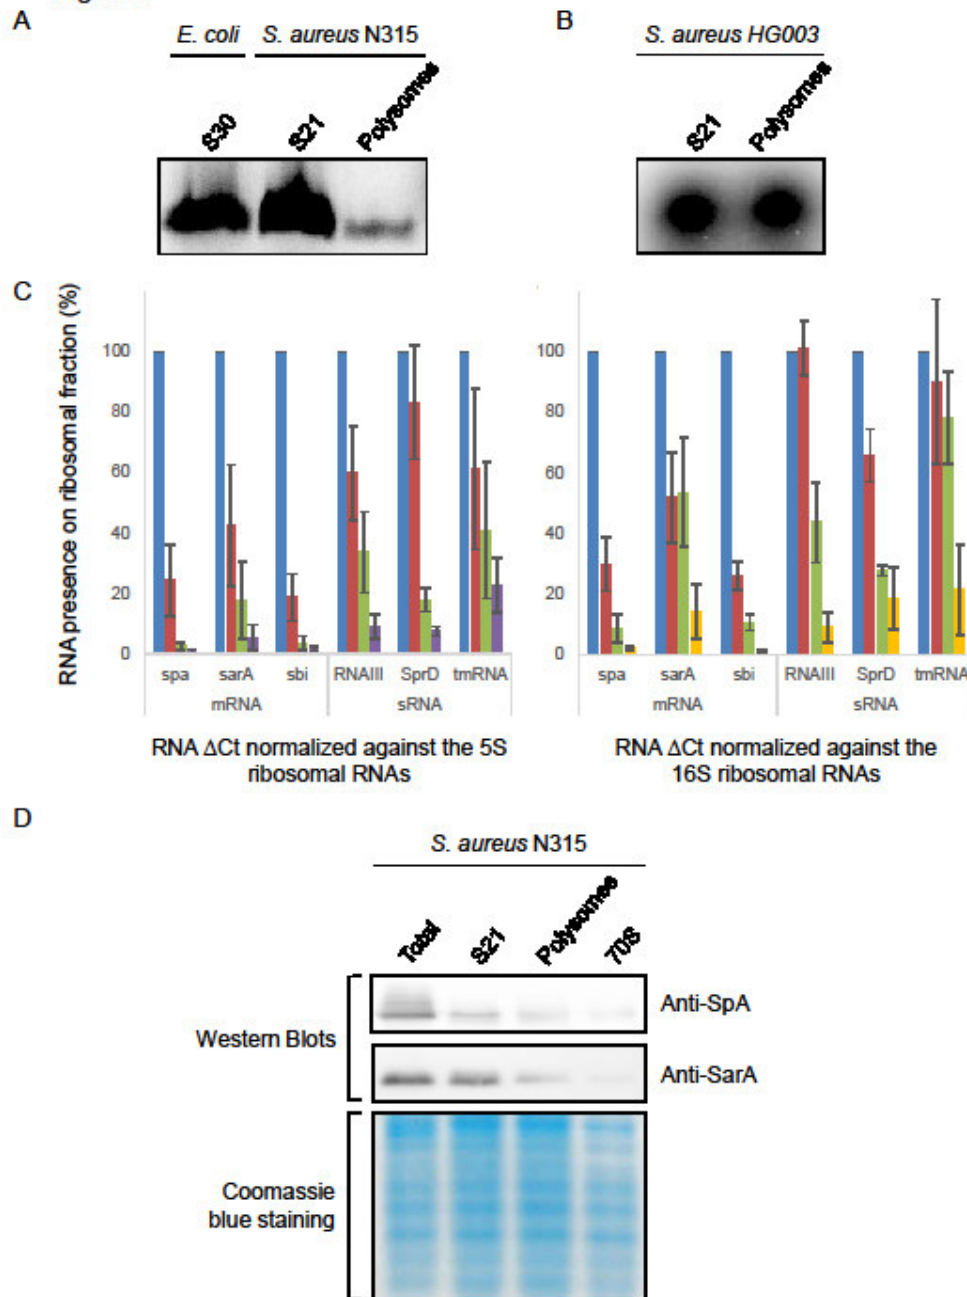 A
E. coli S. aureus N315
S30 S21 Polysomes
B
S. aureus HG003
S21 Polysomes
C
RNA presence on ribosomal fraction (%)
100
80
60
40
20
0
spa sarA sbi RNAIII SprD tmRNA
mRNA sRNA
RNA ΔCt normalized against the 5S
ribosomal RNAs
100
80
60
40
20
0
spa sarA sbi RNAIII SprD tmRNA
mRNA sRNA
RNA ΔCt normalized against the
16S ribosomal RNAs
D
S. aureus N315
Total S21 Polysomes 70S
Western Blots
Anti-SpA
Anti-SarA
Coomassie
blue staining